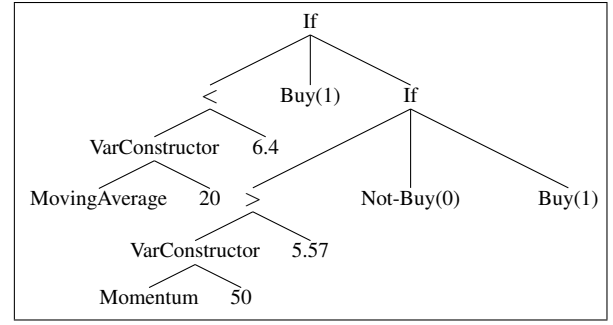 If
< Buy(1) If
VarConstructor 6.4
MovingAverage 20 > Not-Buy(0) Buy(1)
VarConstructor 5.57
Momentum 50